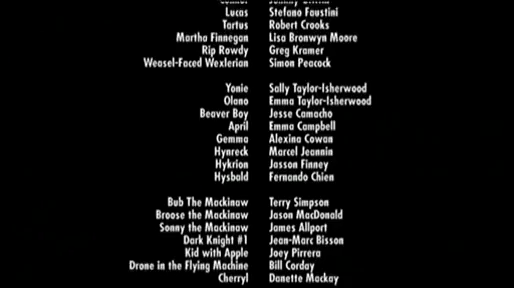 Lucas Stefano Faustini
Tartus Robert Crooks
Martha Finnegan Lisa Bronwyn Moore
Rip Rowdy Greg Kramer
Weasel-Faced Wexlerian Simon Peacock
Yonie Sally Taylor-Isherwood
Olano Emma Taylor-Isherwood
Beaver Boy Jesse Camacho
April Emma Campbell
Gemma Alexina Cowan
Hynreck Marcel Jeannin
Hykrion Jasson Finney
Hysbald Fernando Chien
Bub The Mackinaw Terry Simpson
Broose the Mackinaw Jason MacDonald
Sonny the Mackinaw James Allport
Dark Knight #1 Jean-Marc Bisson
Kid with Apple Joey Pirrera
Drone in the Flying Machine Bill Corday
Cherryl Danette Mackay